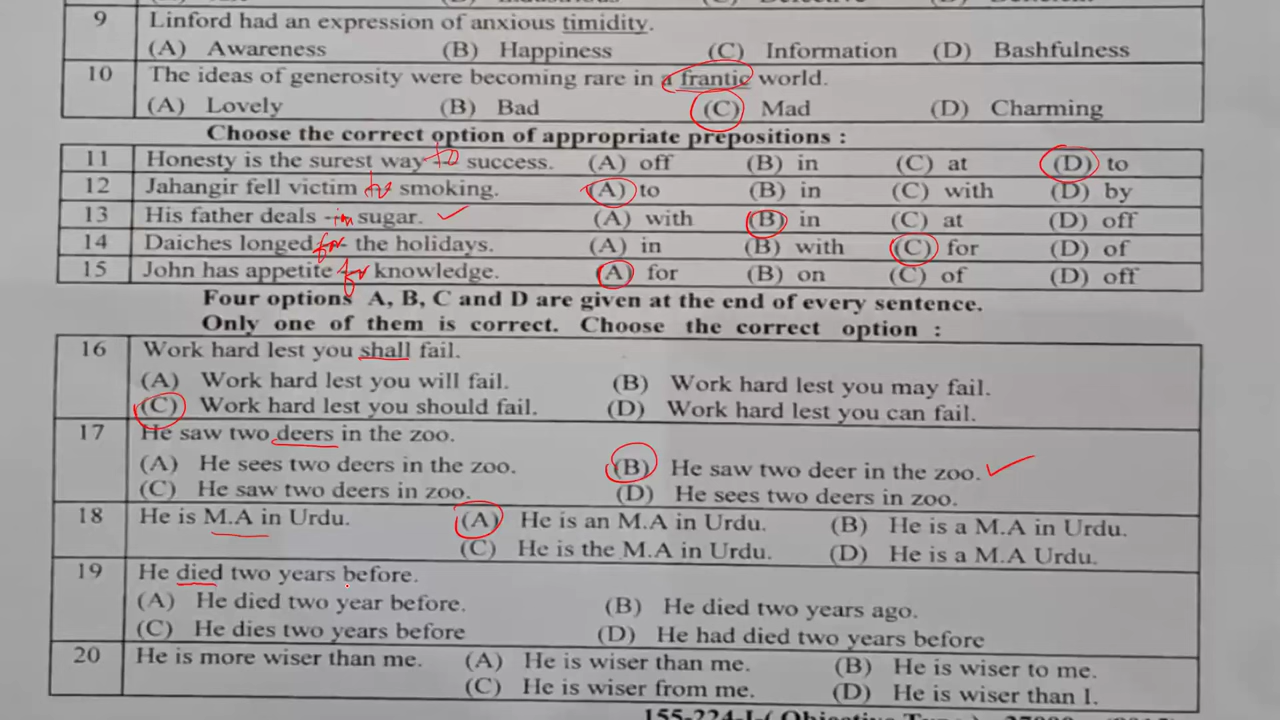 9 Linford had an expression of anxious timidity.
(A) Awareness (B) Happiness (C) Information (D) Bashfulness
10 The ideas of generosity were becoming rare in a frantic world.
(A) Lovely (B) Bad (C) Mad (D) Charming
Choose the correct option of appropriate prepositions :
11 Honesty is the surest way to success. (A) off (B) in (C) at (D) to
12 Jahangir fell victim to smoking. (A) to (B) in (C) with (D) by
13 His father deals -in sugar. (A) with (B) in (C) at (D) off
14 Daiches longed for the holidays. (A) in (B) with (C) for (D) of
15 John has appetite for knowledge. (A) for (B) on (C) of (D) off
Four options A, B, C and D are given at the end of every sentence.
Only one of them is correct. Choose the correct option :
16 Work hard lest you shall fail.
(A) Work hard lest you will fail. (B) Work hard lest you may fail.
(C) Work hard lest you should fail. (D) Work hard lest you can fail.
17 He saw two deers in the zoo.
(A) He sees two deers in the zoo. (B) He saw two deer in the zoo.
(C) He saw two deers in zoo. (D) He sees two deers in zoo.
18 He is M.A in Urdu. (A) He is an M.A in Urdu. (B) He is a M.A in Urdu.
(C) He is the M.A in Urdu. (D) He is a M.A Urdu.
19 He died two years before.
(A) He died two year before. (B) He died two years ago.
(C) He dies two years before (D) He had died two years before
20 He is more wiser than me. (A) He is wiser than me. (B) He is wiser to me.
(C) He is wiser from me. (D) He is wiser than I.